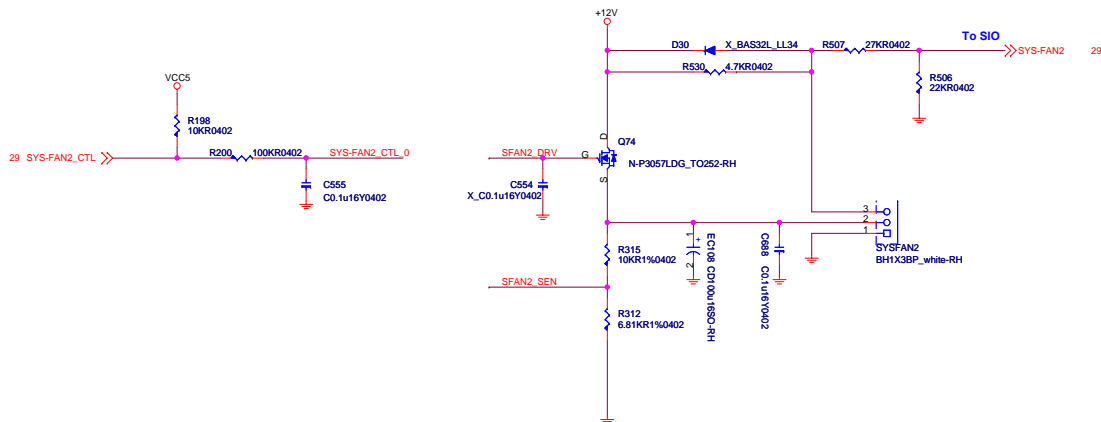 +12V
D30 X_BAS32L_LL34
R507 27KR0402
To SIO
SYS-FAN2 29
R530 4.7KR0402
R506
22KR0402
VCC5
R198
10KR0402
29 SYS-FAN2_CTL
R200 100KR0402
SYS-FAN2_CTL_0
C555
C0.1u16Y0402
SFAN2_DRV
C554
X_C0.1u16Y0402
D
G
S
Q74
N-P3057LDG_TO252-RH
3
2
1
SYSFAN2
BH1X3BP_white-RH
R315
10KR1%0402
1
+
2
EC108 CD100u16SO-RH
C688 C0.1u16Y0402
SFAN2_SEN
R312
6.81KR1%0402